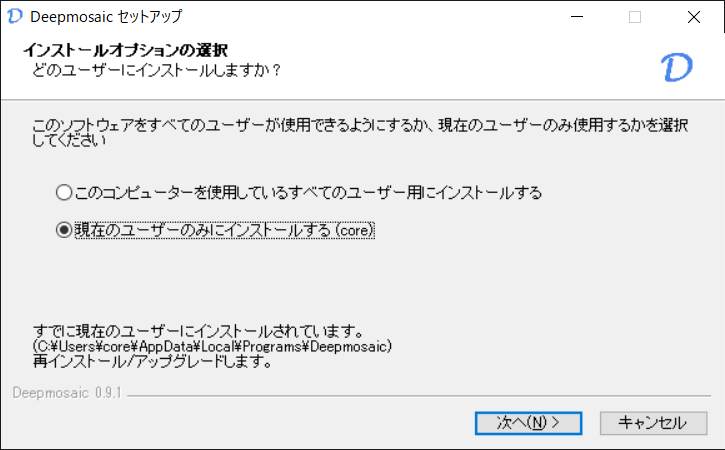 Deepmosaic セットアップ
インストールオプションの選択
どのユーザーにインストールしますか？
D
このソフトウェアをすべてのユーザーが使用できるようにするか、現在のユーザーのみ使用するかを選択
してください
このコンピューターを使用しているすべてのユーザー用にインストールする
現在のユーザーのみにインストールする (core)
すでに現在のユーザーにインストールされています。
(C:¥Users¥core¥AppData¥Local¥Programs¥Deepmosaic)
再インストール/アップグレードします。
Deepmosaic 0.9.1
次へ(N) >
キャンセル